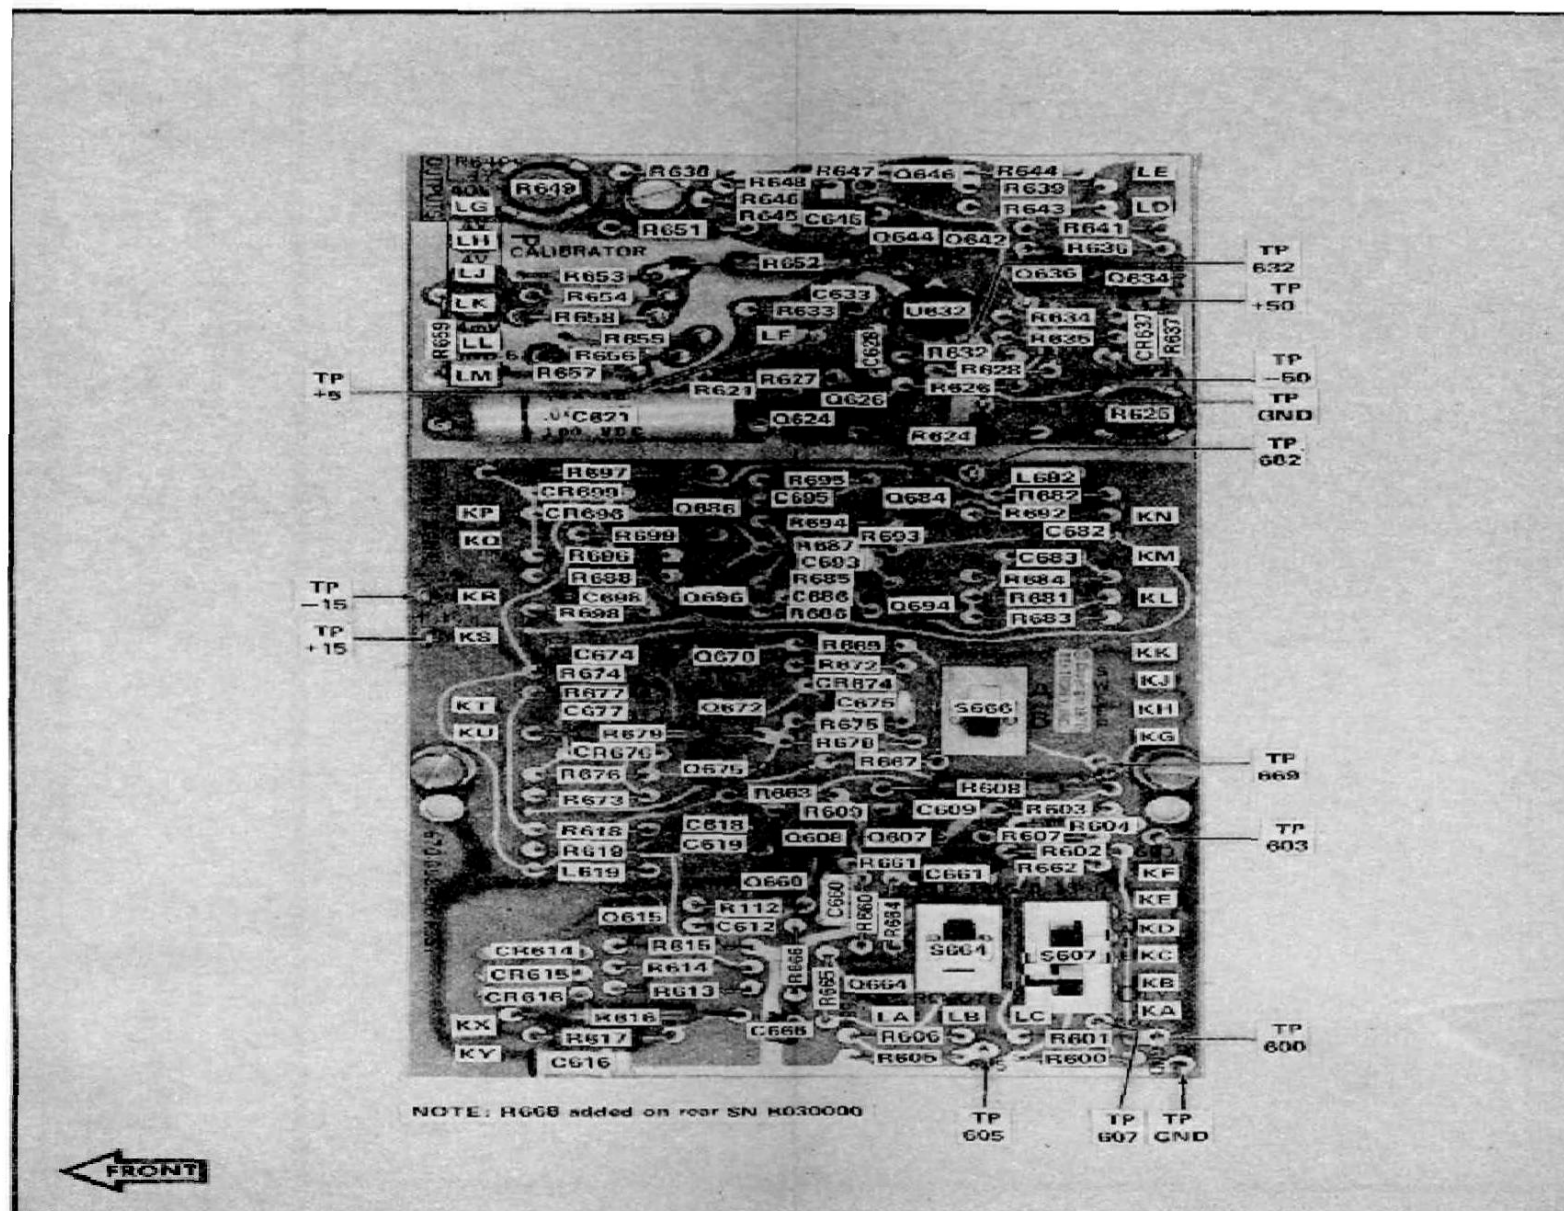 R649
R647
Q646
R644
LE
R648
R639
LG
R646
R643
LD
R645
C645
R651
R641
LH
CALIBRATOR
Q644
Q642
R636
TP
632
4V
R652
LJ
R653
Q636
Q634
LK
R654
C633
TP
+50
R658
R633
U632
R634
CR637
R637
R659
LL
R655
LF
C628
R635
R656
R632
LM
R657
R627
R628
TP
+5
R621
R626
TP
-50
Q626
C621
Q624
R625
TP
GND
R624
TP
682
R697
R695
L682
CR699
C695
Q684
R682
KP
CR698
Q686
R692
KN
R694
KQ
R699
R693
C682
R687
R696
C693
C683
KM
R688
R685
R684
TP
-15
KR
C698
Q696
C686
R681
KL
R698
R686
Q694
R683
TP
+15
KS
C674
Q670
R669
KK
R674
R672
R677
CR674
KJ
KT
C677
Q672
C675
S666
KH
R675
KU
R679
R678
KG
CR676
R667
TP
669
R676
Q675
R608
R673
R663
C609
R603
R609
R618
C618
R604
R619
C619
Q608
Q607
R607
TP
603
R602
L619
R661
C661
R662
KF
Q660
C660
R660
R664
KE
Q615
R112
C612
KD
CR614
R615
S664
S607
KC
CR615
R614
CR666
R665
CR616
R613
Q664
KB
REMOTE
KX
R616
LA
LB
LC
KA
R617
C665
R606
R601
TP
600
KY
C616
R605
R600
NOTE: R668 added on rear SN B030000
TP
605
TP
607
TP
GND
FRONT